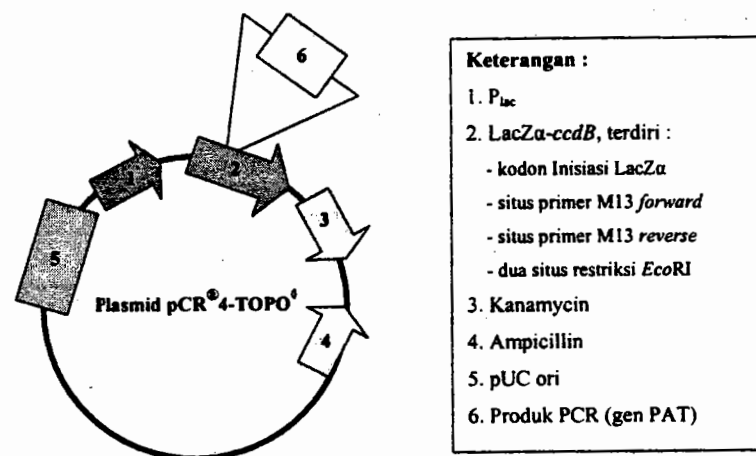 6
1
2
3
5
4
Plasmid pCR®4-TOPO
Keterangan :
1. Plac
2. LacZα-ccdB, terdiri :
- kodon Inisiasi LacZα
- situs primer M13 forward
- situs primer M13 reverse
- dua situs restriksi EcoRI
3. Kanamycin
4. Ampicillin
5. pUC ori
6. Produk PCR (gen PAT)